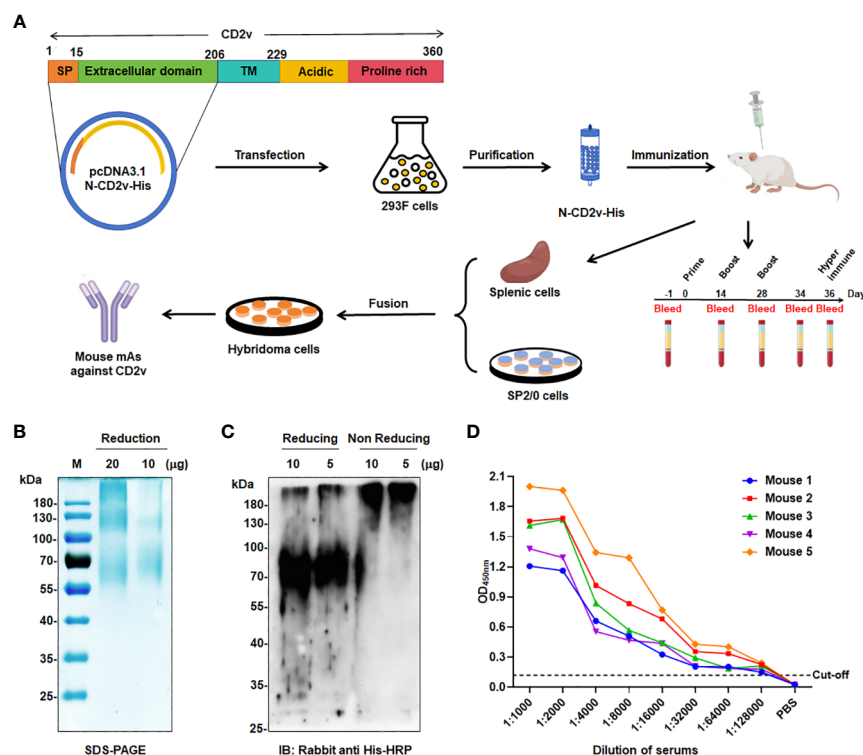 A
CD2v
1 15 206 229 360
SP Extracellular domain TM Acidic Proline rich
pcDNA3.1
N-CD2v-His
Transfection
293F cells
Purification
N-CD2v-His
Immunization
Prime Boost Boost Hyper immune
-1 0 14 28 34 36 Day
Bleed Bleed Bleed Bleed Bleed
Splenic cells
SP2/0 cells
Fusion
Hybridoma cells
Mouse mAs
against CD2v
B
Reduction
M 20 10 (μg)
kDa
180-
130-
100-
70-
55-
40-
35-
25-
SDS-PAGE
C
Reducing Non Reducing
10 5 10 5 (μg)
kDa
180-
130-
100-
70-
55-
40-
35-
25-
IB: Rabbit anti His-HRP
D
2.1
1.8
1.5
1.2
0.9
0.6
0.3
0.0
OD450nm
Mouse 1
Mouse 2
Mouse 3
Mouse 4
Mouse 5
Cut-off
1:1000 1:2000 1:4000 1:8000 1:16000 1:32000 1:64000 1:128000 PBS
Dilution of serums